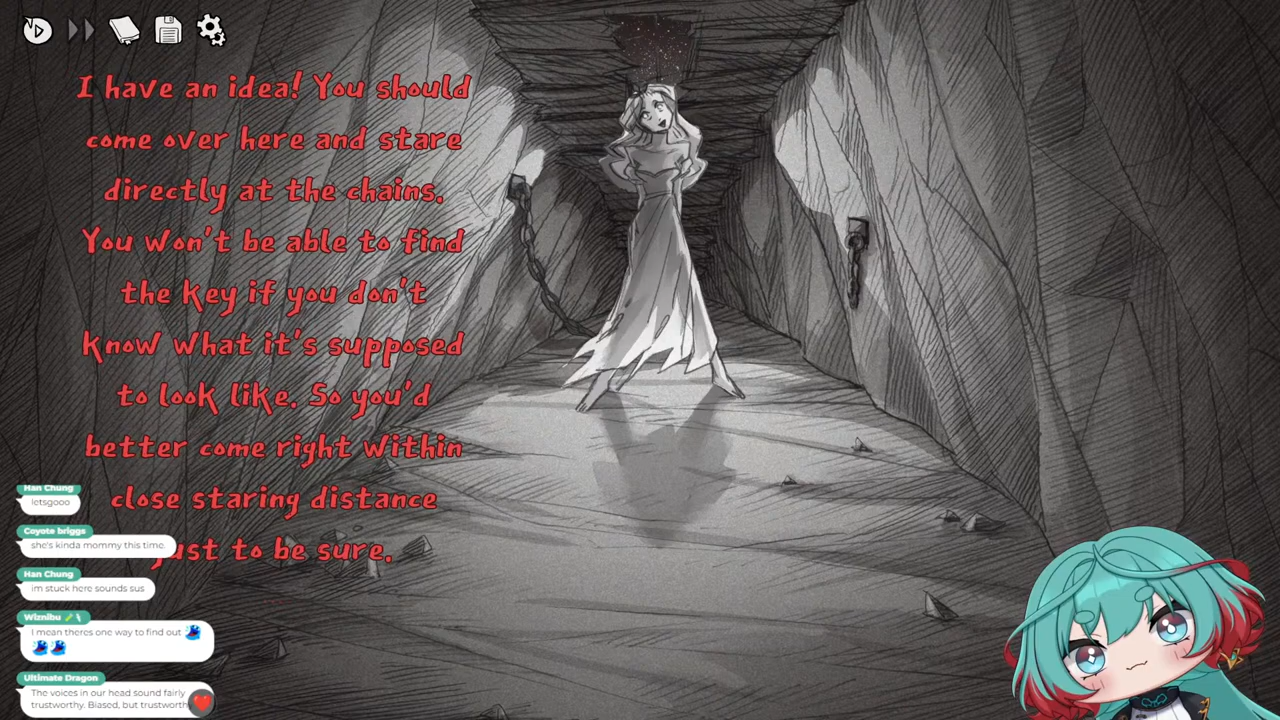 I have an idea! You should
come over here and stare
directly at the chains.
You won't be able to find
the key if you don't
know what it's supposed
to look like. So you'd
better come right within
close staring distance
just to be sure.
Han Chung
letsgooo
Coyote briggs
she's kinda mommy this time.
Han Chung
im stuck here sounds sus
Wiznibu
I mean theres one way to find out
Ultimate Dragon
The voices in our head sound fairly
trustworthy. Biased, but trustworth